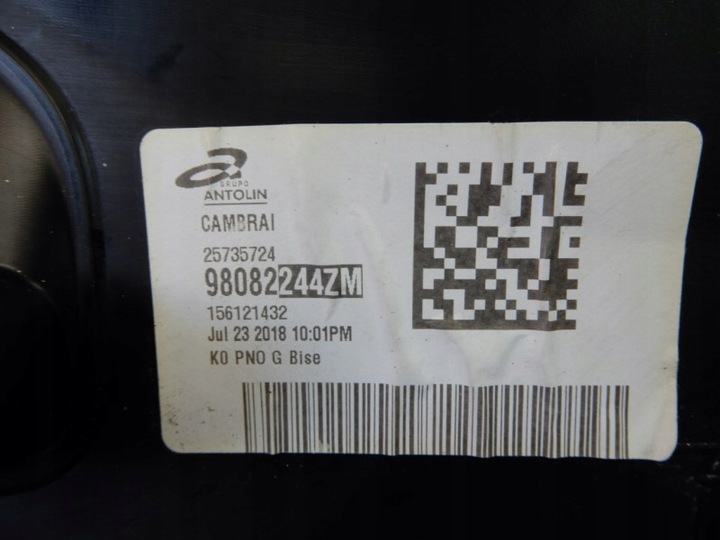 GRUPO
ANTOLIN
CAMBRAI
25735724
98082244ZM
156121432
Jul 23 2018 10:01PM
K0 PNO G Bise